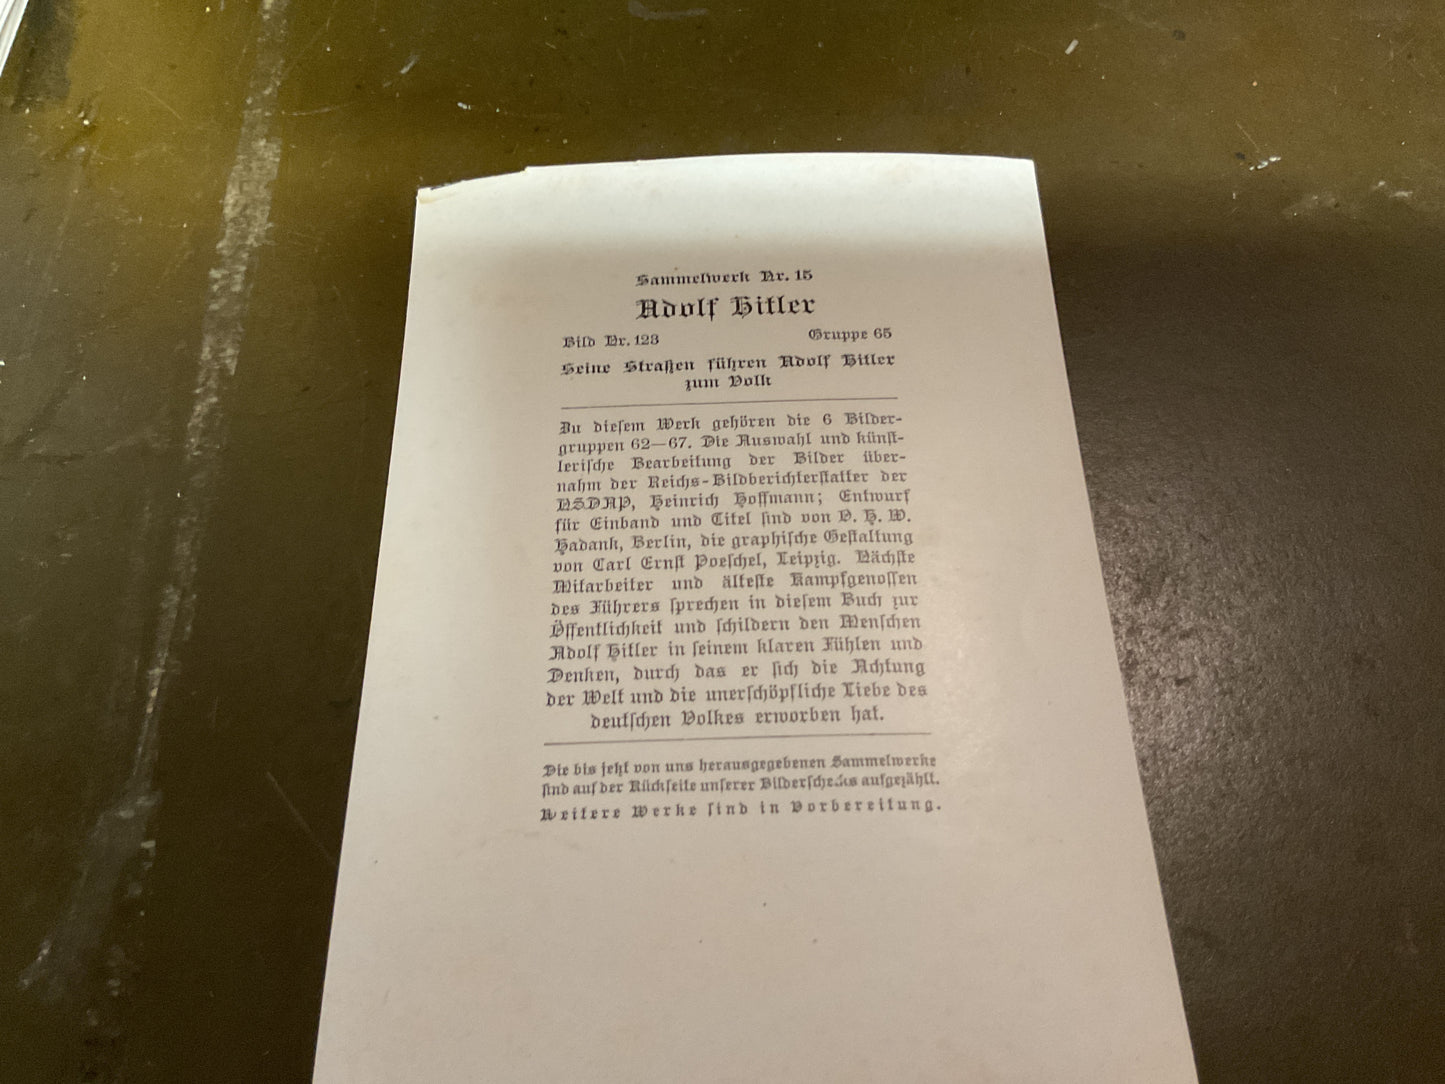 Sammelwerk Nr. 15
Adolf Hitler
Bild Nr. 123 Gruppe 65
Seine Straßen führen Adolf Hitler
zum Volk
Zu diesem Werk gehören die 6 Bilder-
gruppen 62—67. Die Auswahl und künst-
lerische Bearbeitung der Bilder über-
nahm der Reichs-Bildberichterstatter der
NSDAP, Heinrich Hoffmann; Entwurf
für Einband und Titel sind von O. H. W.
Hadank, Berlin, die graphische Gestaltung
von Carl Ernst Poeschel, Leipzig. Nächste
Mitarbeiter und älteste Kampfgenossen
des Führers sprechen in diesem Buch zur
Öffentlichkeit und schildern den Menschen
Adolf Hitler in seinem klaren Fühlen und
Denken, durch das er sich die Achtung
der Welt und die unerschöpfliche Liebe des
deutschen Volkes erworben hat.
Die bis jetzt von uns herausgegebenen Sammelwerke
sind auf der Rückseite unserer Bilderschecks aufgezählt.
Weitere Werke sind in Vorbereitung.